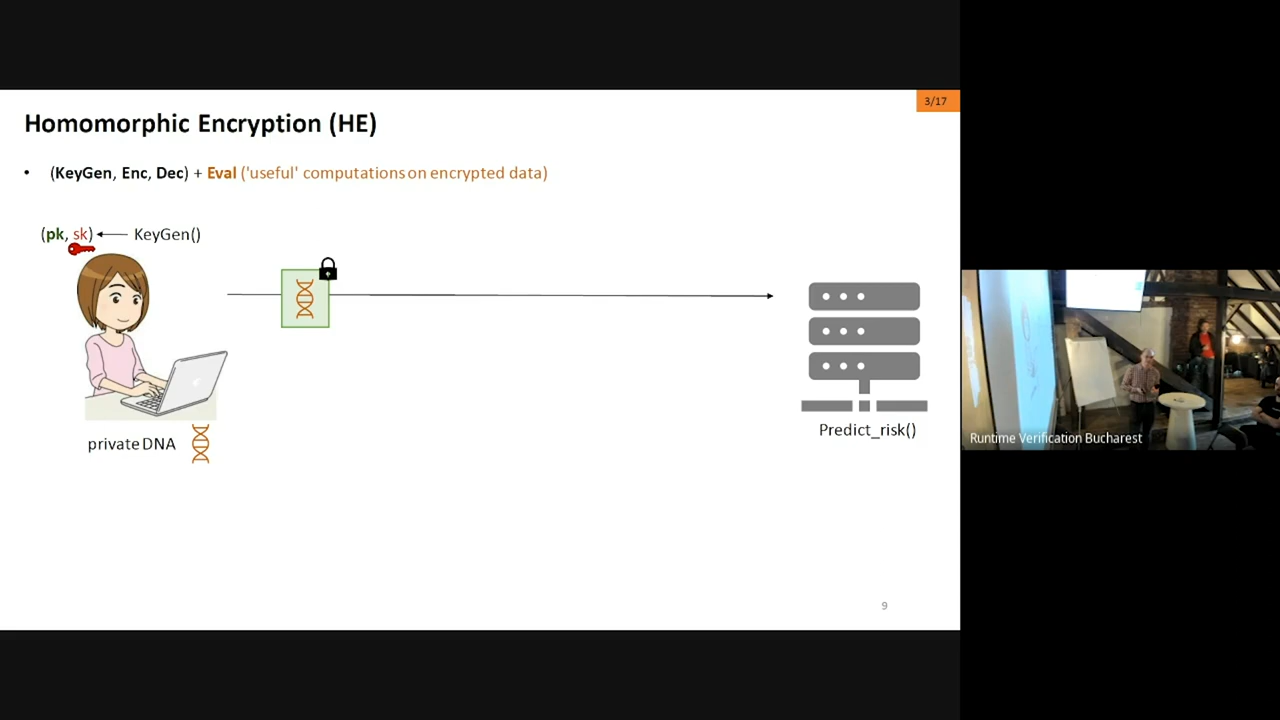 3/17
Homomorphic Encryption (HE)
• (KeyGen, Enc, Dec) + Eval ('useful' computations on encrypted data)
(pk, sk) KeyGen()
private DNA
Predict_risk()
9
Runtime Verification Bucharest